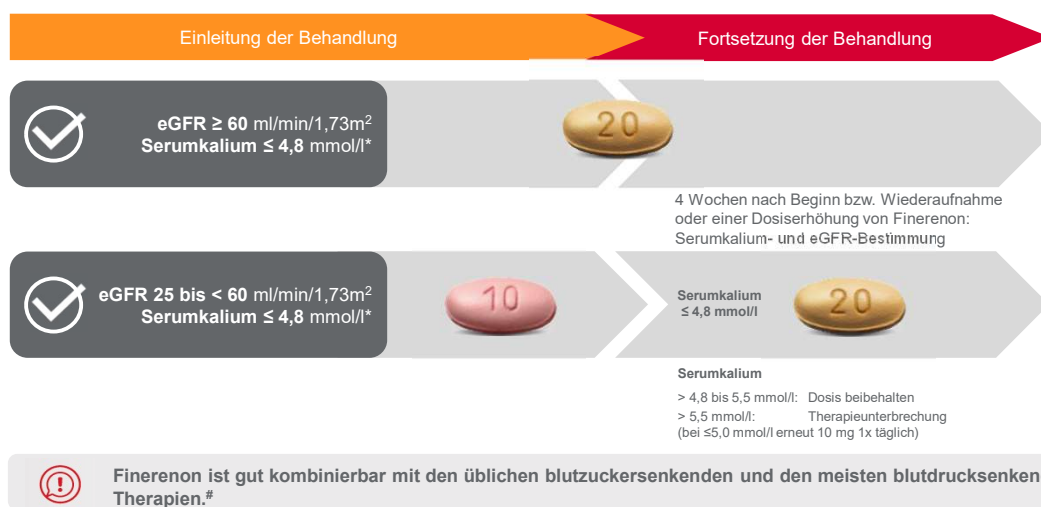 Einleitung der Behandlung
Fortsetzung der Behandlung
eGFR ≥ 60 ml/min/1,73m²
Serumkalium ≤ 4,8 mmol/l*
20
4 Wochen nach Beginn bzw. Wiederaufnahme
oder einer Dosiserhöhung von Finerenon:
Serumkalium- und eGFR-Bestimmung
eGFR 25 bis < 60 ml/min/1,73m²
Serumkalium ≤ 4,8 mmol/l*
10
Serumkalium
≤ 4,8 mmol/l
20
Serumkalium
> 4,8 bis 5,5 mmol/l: Dosis beibehalten
> 5,5 mmol/l: Therapieunterbrechung
(bei ≤5,0 mmol/l erneut 10 mg 1x täglich)
Finerenon ist gut kombinierbar mit den üblichen blutzuckersenkenden und den meisten blutdrucksenken
Therapien.#